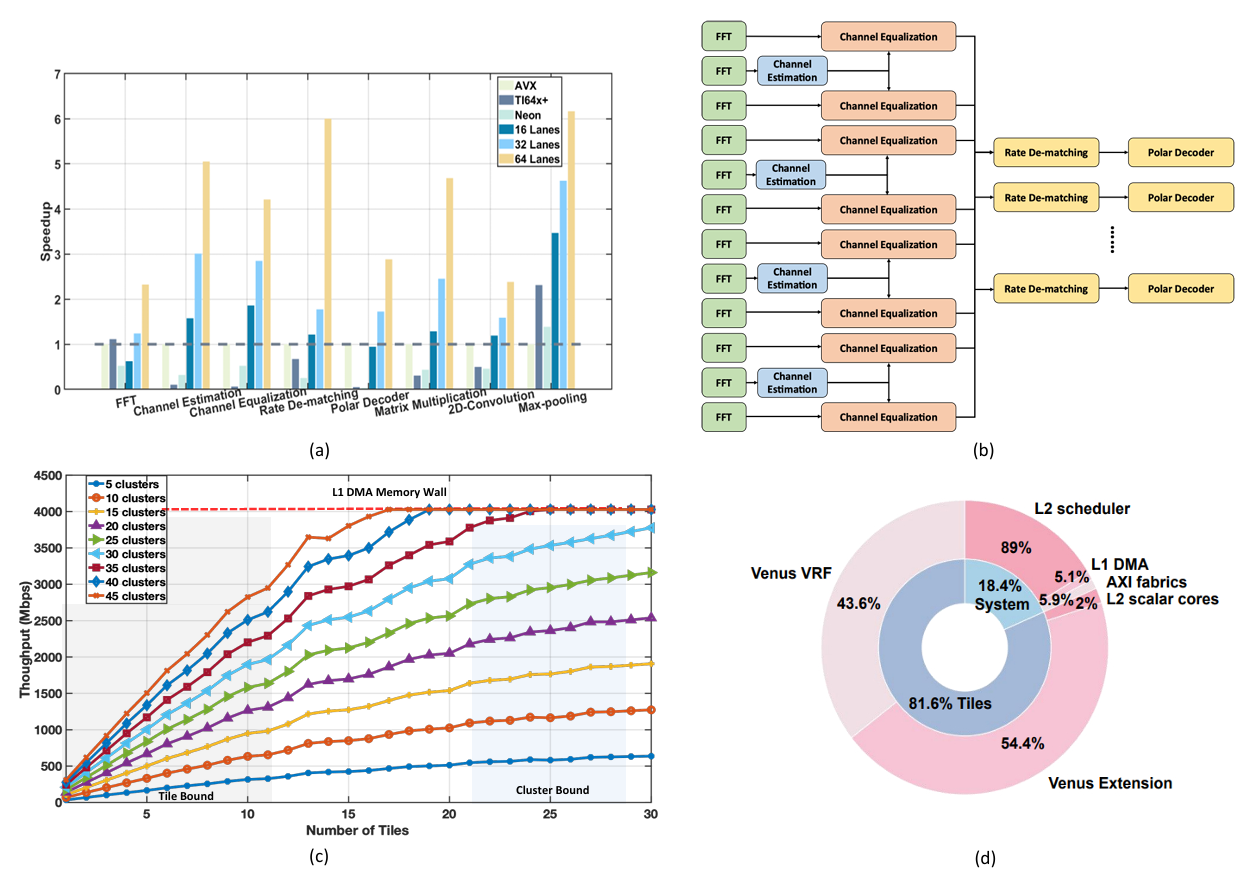 7
6
5
4
3
2
1
0
Speedup
AVX
TI64x+
Neon
16 Lanes
32 Lanes
64 Lanes
FFT
Channel Estimation
Channel Equalization
Rate De-matching
Polar Decoder
Matrix Multiplication
2D-Convolution
Max-pooling
(a)
FFT
Channel Equalization
FFT
Channel
Estimation
FFT
Channel Equalization
FFT
Channel Equalization
FFT
Channel
Estimation
FFT
Channel Equalization
FFT
Channel Equalization
FFT
Channel
Estimation
FFT
Channel Equalization
FFT
Channel Equalization
FFT
Channel
Estimation
FFT
Channel Equalization
Rate De-matching
Polar Decoder
Rate De-matching
Polar Decoder
Rate De-matching
Polar Decoder
(b)
4500
4000
3500
3000
2500
2000
1500
1000
500
0
Thoughput (Mbps)
5 clusters
10 clusters
15 clusters
20 clusters
25 clusters
30 clusters
35 clusters
40 clusters
45 clusters
L1 DMA Memory Wall
Tile Bound
Cluster Bound
5
10
15
20
25
30
Number of Tiles
(c)
L2 scheduler
89%
L1 DMA
5.1%
AXI fabrics
5.9%
L2 scalar cores
2%
18.4%
System
Venus VRF
43.6%
81.6% Tiles
54.4%
Venus Extension
(d)